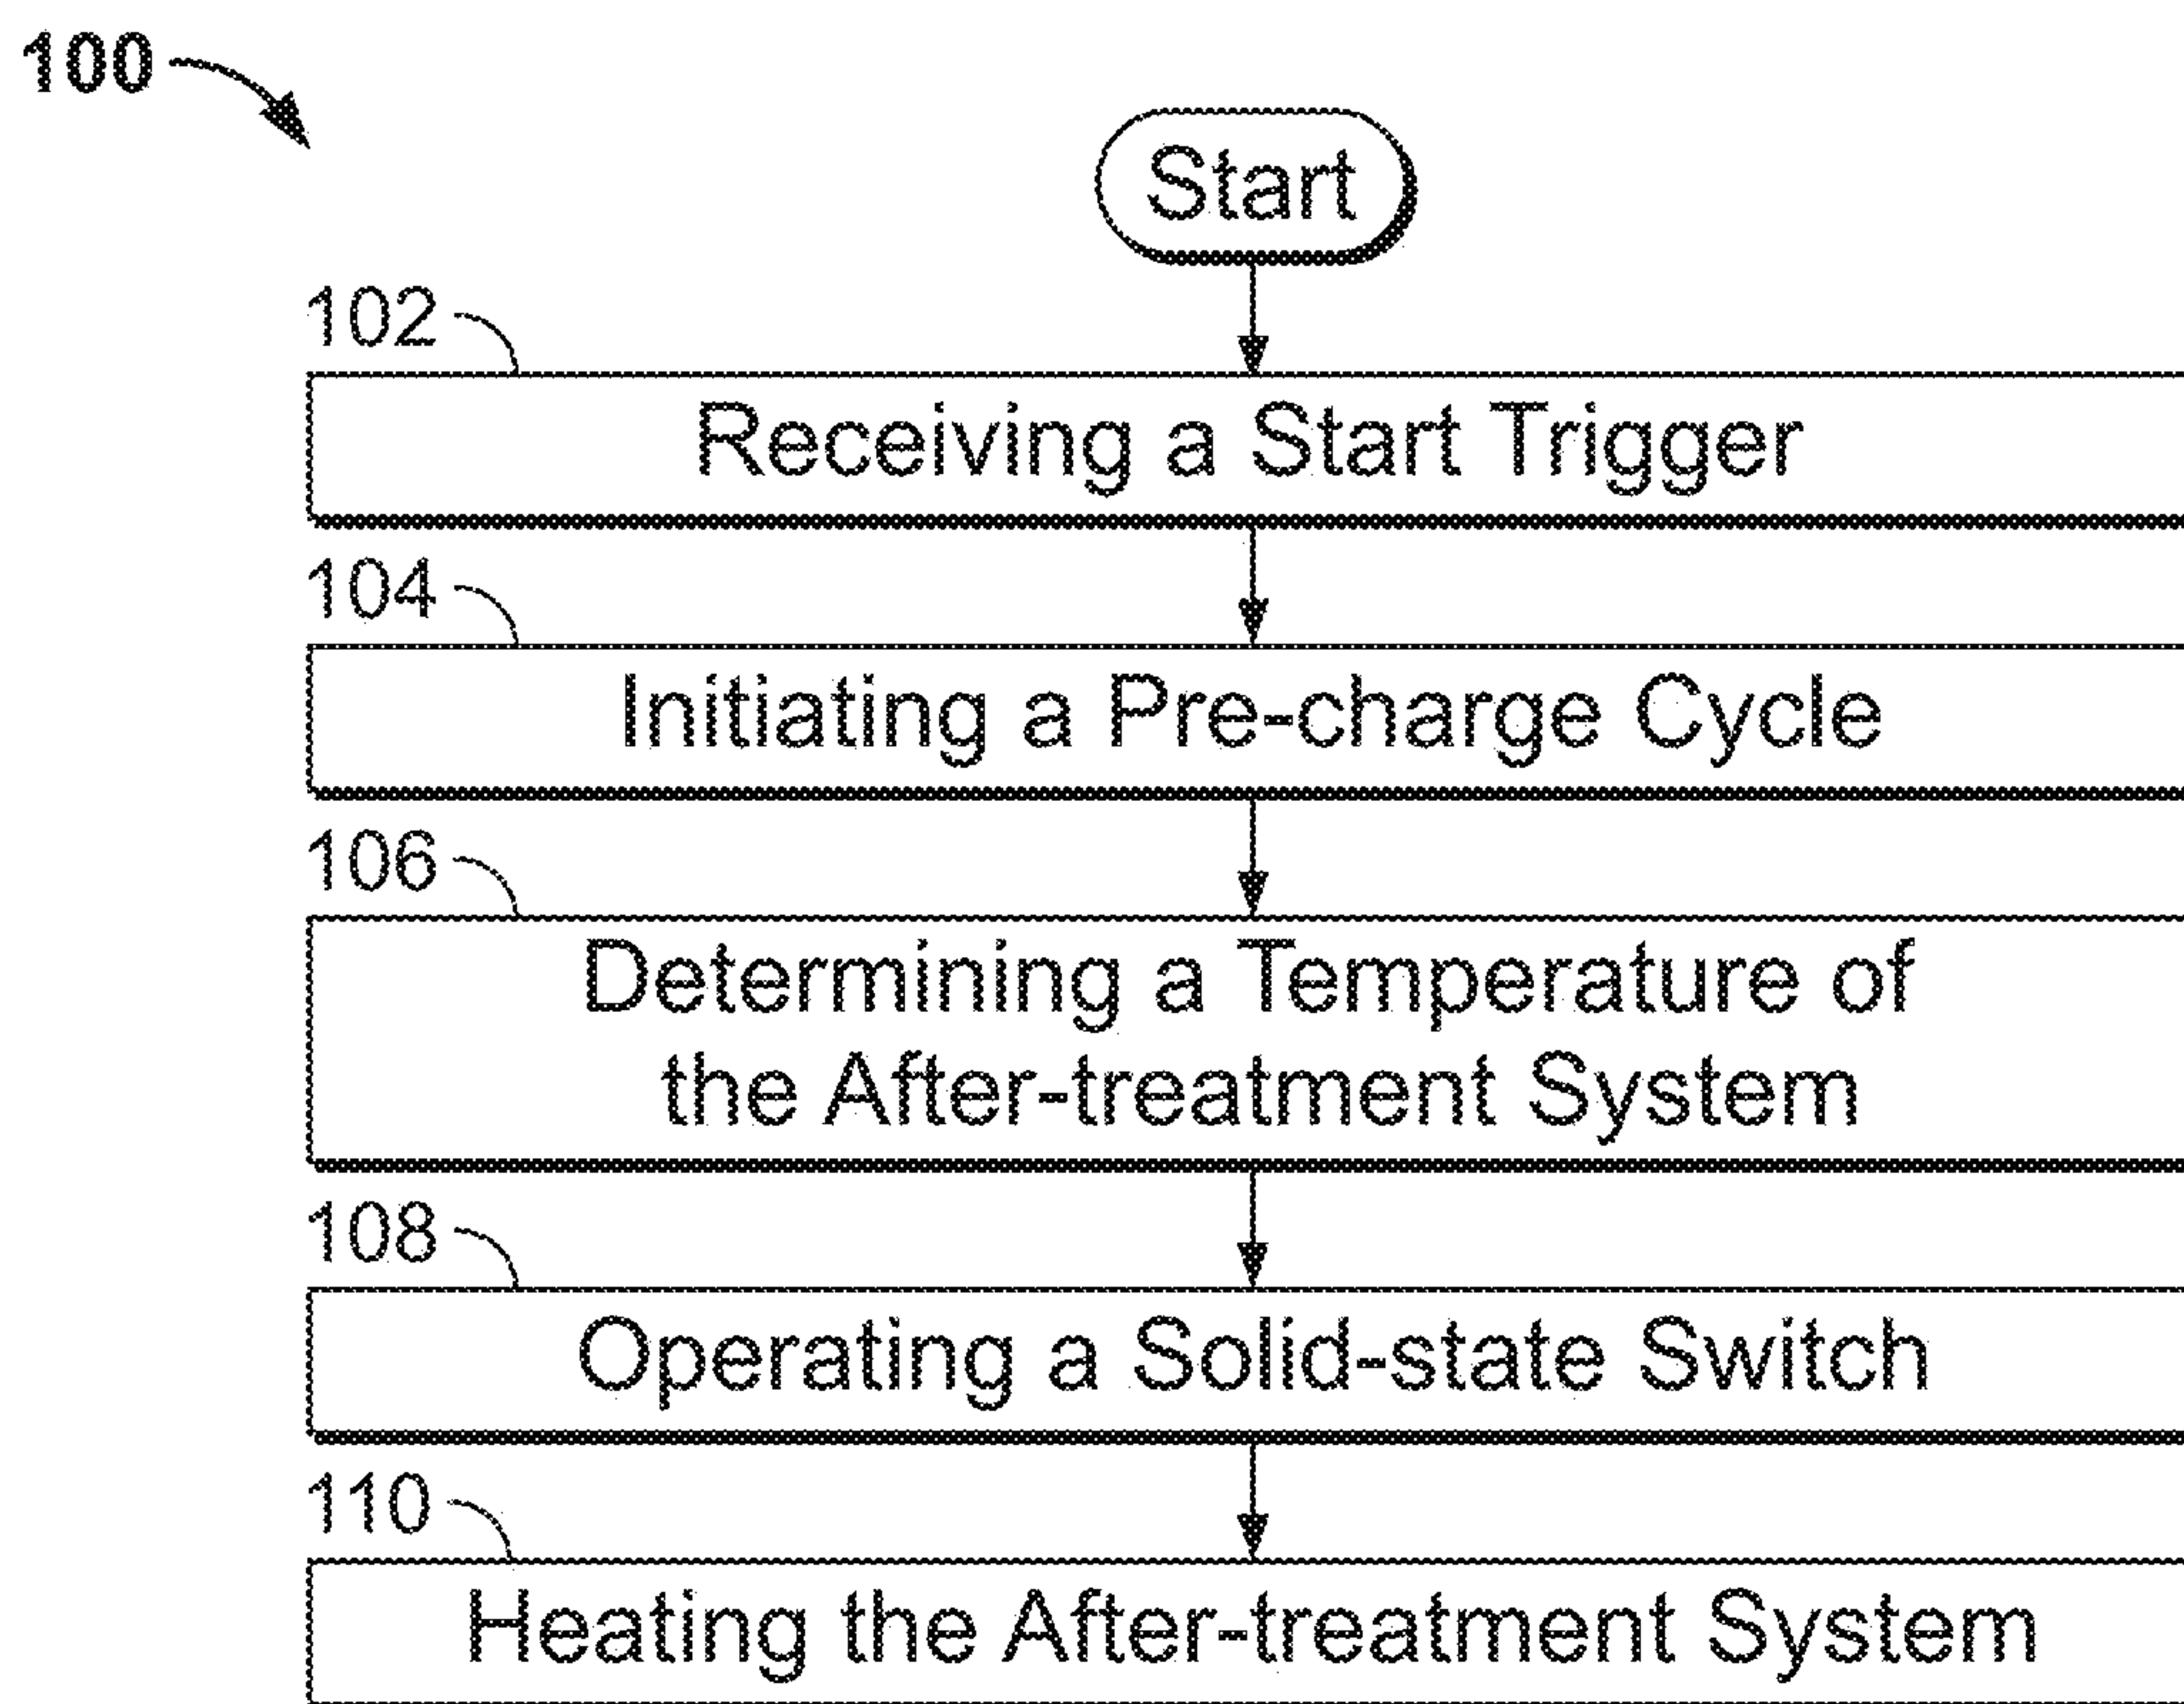 100
Start
102
Receiving a Start Trigger
104
Initiating a Pre-charge Cycle
106
Determining a Temperature of
the After-treatment System
108
Operating a Solid-state Switch
110
Heating the After-treatment System